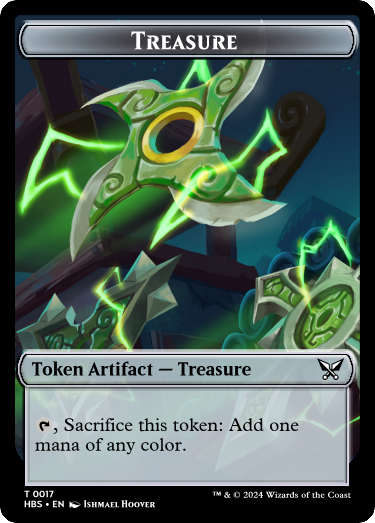 TREASURE
Token Artifact — Treasure
, Sacrifice this token: Add one
mana of any color.
T 0017
HBS • EN ISHMAEL HOOVER
™ & © 2024 Wizards of the Coast